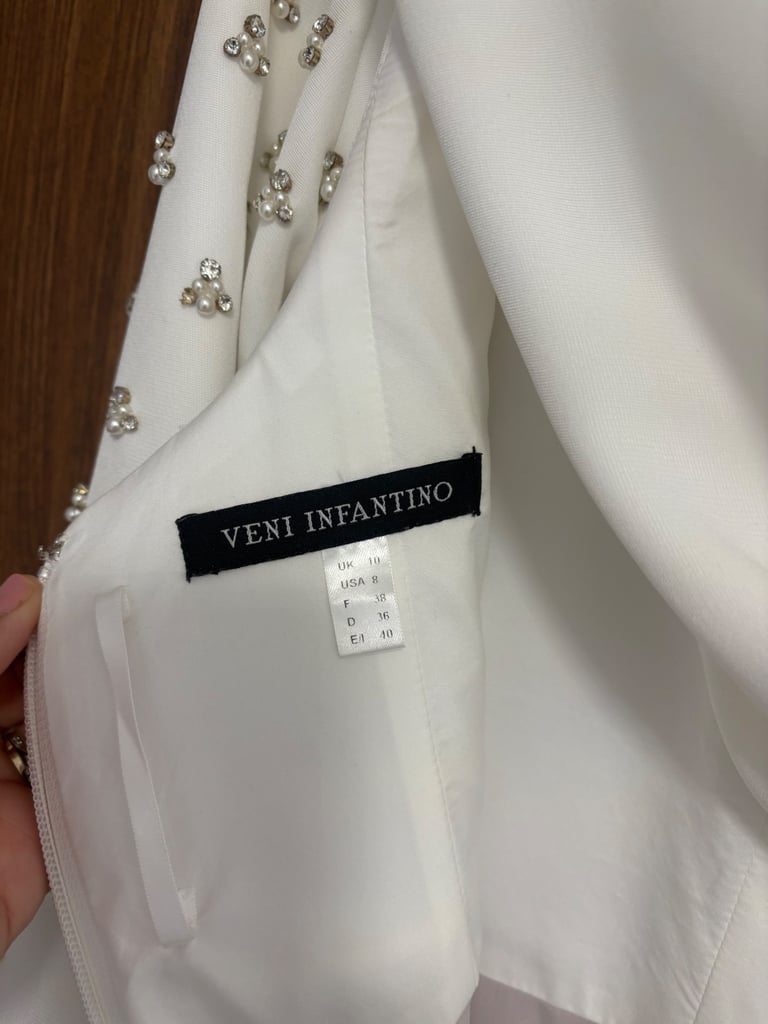 VENI INFANTINO
UK 10
USA 8
F 38
D 36
E/I 40